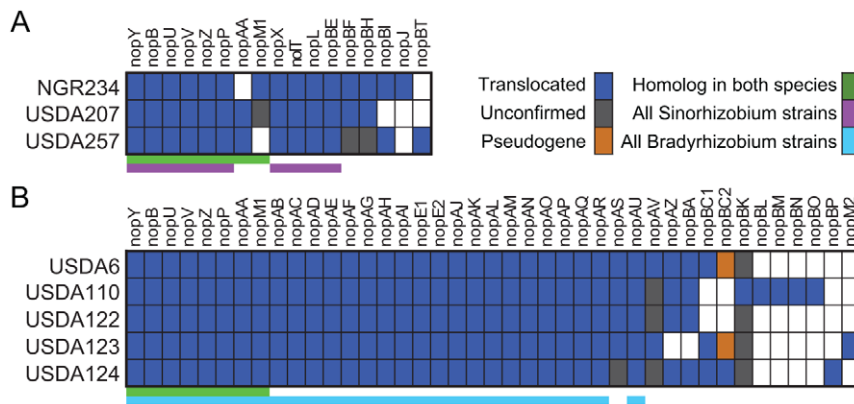 A
nopY nopB nopU nopV nopZ nopP nopAA nopM1 nopX nolT nopL nopBE nopBF nopBH nopBI nopJ nopBT
NGR234
USDA207
USDA257
Translocated
Unconfirmed
Pseudogene
Homolog in both species
All Sinorhizobium strains
All Bradyrhizobium strains
B
nopY nopB nopU nopV nopZ nopP nopAA nopM1 nopAB nopAC nopAD nopAE nopAF nopAG nopAH nopAI nopE1 nopE2 nopAJ nopAK nopAL nopAM nopAN nopAO nopAP nopAQ nopAR nopAS nopAU nopAV nopAZ nopBA nopBC1 nopBC2 nopBK nopBL nopBM nopBN nopBO nopBP nopM2
USDA6
USDA110
USDA122
USDA123
USDA124